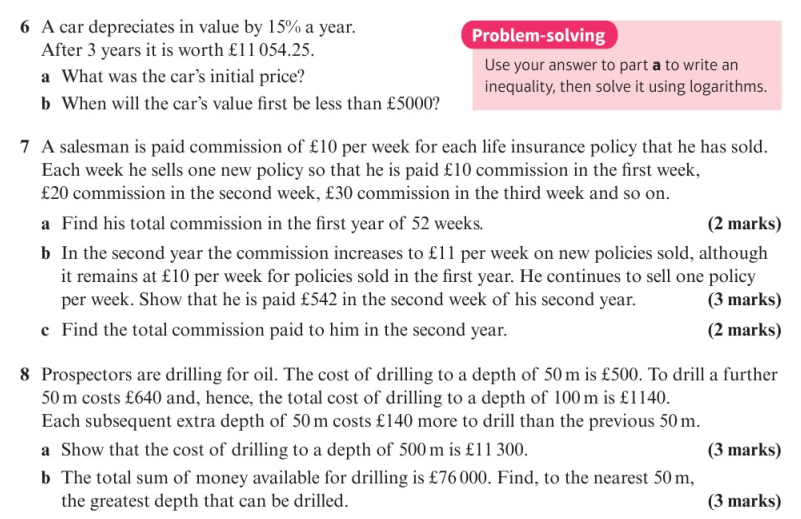 6 A car depreciates in value by 15% a year.
After 3 years it is worth £11 054.25.
a What was the car's initial price?
b When will the car's value first be less than £5000?
Problem-solving
Use your answer to part a to write an
inequality, then solve it using logarithms.
7 A salesman is paid commission of £10 per week for each life insurance policy that he has sold.
Each week he sells one new policy so that he is paid £10 commission in the first week,
£20 commission in the second week, £30 commission in the third week and so on.
a Find his total commission in the first year of 52 weeks. (2 marks)
b In the second year the commission increases to £11 per week on new policies sold, although
it remains at £10 per week for policies sold in the first year. He continues to sell one policy
per week. Show that he is paid £542 in the second week of his second year. (3 marks)
c Find the total commission paid to him in the second year. (2 marks)
8 Prospectors are drilling for oil. The cost of drilling to a depth of 50 m is £500. To drill a further
50 m costs £640 and, hence, the total cost of drilling to a depth of 100 m is £1140.
Each subsequent extra depth of 50 m costs £140 more to drill than the previous 50 m.
a Show that the cost of drilling to a depth of 500 m is £11 300. (3 marks)
b The total sum of money available for drilling is £76 000. Find, to the nearest 50 m,
the greatest depth that can be drilled. (3 marks)